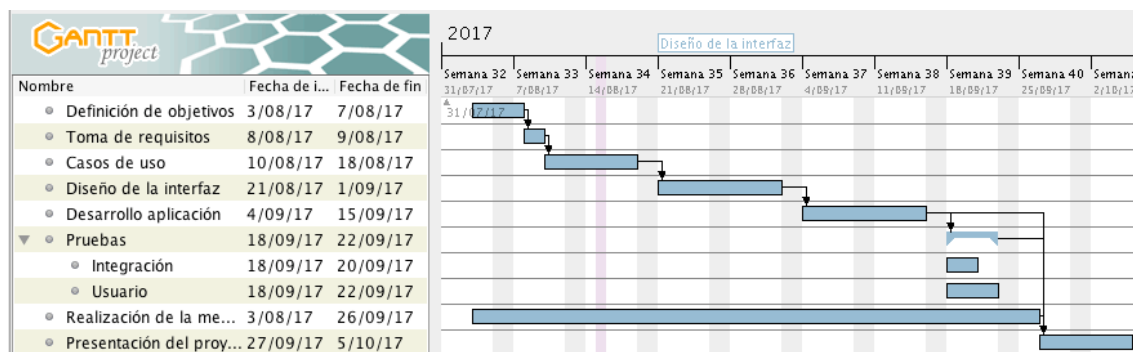 GANTT
project
2017
Diseño de la interfaz
Nombre Fecha de i... Fecha de fin
Semana 32 Semana 33 Semana 34 Semana 35 Semana 36 Semana 37 Semana 38 Semana 39 Semana 40 Semana
31/07/17 7/08/17 14/08/17 21/08/17 28/08/17 4/09/17 11/09/17 18/09/17 25/09/17 2/10/17
31/07/17
Definición de objetivos 3/08/17 7/08/17
Toma de requisitos 8/08/17 9/08/17
Casos de uso 10/08/17 18/08/17
Diseño de la interfaz 21/08/17 1/09/17
Desarrollo aplicación 4/09/17 15/09/17
Pruebas 18/09/17 22/09/17
Integración 18/09/17 20/09/17
Usuario 18/09/17 22/09/17
Realización de la me... 3/08/17 26/09/17
Presentación del proy... 27/09/17 5/10/17